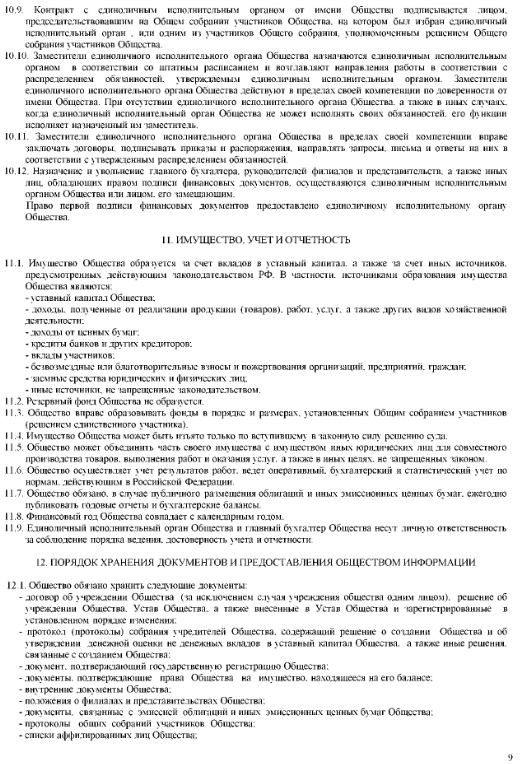 10.9. Контракт с единоличным исполнительным органом от имени Общества подписывается лицом,
председательствовавшим на Общем собрании участников Общества, на котором был избран единоличный
исполнительный орган , или одним из участников Общего собрания, уполномоченным решением Общего
собрания участников Общества.
10.10. Заместители единоличного исполнительного органа Общества назначаются единоличным исполнительным
органом в соответствии со штатным расписанием и возглавляют направления работы в соответствии с
распределением обязанностей, утверждаемым единоличным исполнительным органом. Заместители
единоличного исполнительного органа Общества действуют в пределах своей компетенции по доверенности от
имени Общества. При отсутствии единоличного исполнительного органа Общества, а также в иных случаях,
когда единоличный исполнительный орган Общества не может исполнять своих обязанностей, его функции
исполняет назначенный им заместитель.
10.11. Заместители единоличного исполнительного органа Общества в пределах своей компетенции вправе
заключать договоры, подписывать приказы и распоряжения, направлять запросы, письма и ответы на них в
соответствии с утвержденным распределением обязанностей.
10.12. Назначение и увольнение главного бухгалтера, руководителей филиалов и представительств, а также иных
лиц, обладающих правом подписи финансовых документов, осуществляются единоличным исполнительным
органом Общества или лицом, его замещающим.
Право первой подписи финансовых документов предоставлено единоличному исполнительному органу
Общества.
11. ИМУЩЕСТВО, УЧЕТ И ОТЧЕТНОСТЬ
11.1. Имущество Общества образуется за счет вкладов в уставный капитал, а также за счет иных источников,
предусмотренных действующим законодательством РФ. В частности, источниками образования имущества
Общества являются:
- уставный капитал Общества;
- доходы, полученные от реализации продукции (товаров), работ, услуг, а также других видов хозяйственной
деятельности;
- доходы от ценных бумаг;
- кредиты банков и других кредиторов;
- вклады участников;
- безвозмездные или благотворительные взносы и пожертвования организаций, предприятий, граждан;
- заемные средства юридических и физических лиц;
- иные источники, не запрещенные законодательством.
11.2. Резервный фонд Общества не образуется.
11.3. Общество вправе образовывать фонды в порядке и размерах, установленных Общим собранием участников
(решением единственного участника).
11.4. Имущество Общества может быть изъято только по вступившему в законную силу решению суда.
11.5. Общество может объединить часть своего имущества с имуществом иных юридических лиц для совместного
производства товаров, выполнения работ и оказания услуг, а также в иных целях, не запрещенных законом.
11.6. Общество осуществляет учет результатов работ, ведет оперативный, бухгалтерский и статистический учет по
нормам, действующим в Российской Федерации.
11.7. Общество обязано, в случае публичного размещения облигаций и иных эмиссионных ценных бумаг, ежегодно
публиковать годовые отчеты и бухгалтерские балансы.
11.8. Финансовый год Общества совпадает с календарным годом.
11.9. Единоличный исполнительный орган Общества и главный бухгалтер Общества несут личную ответственность
за соблюдение порядка ведения, достоверность учета и отчетности.
12. ПОРЯДОК ХРАНЕНИЯ ДОКУМЕНТОВ И ПРЕДОСТАВЛЕНИЯ ОБЩЕСТВОМ ИНФОРМАЦИИ
12.1. Общество обязано хранить следующие документы:
- договор об учреждении Общества (за исключением случая учреждения общества одним лицом), решение об
учреждении Общества, Устав Общества, а также внесенные в Устав Общества и зарегистрированные в
установленном порядке изменения;
- протокол (протоколы) собрания учредителей Общества, содержащий решение о создании Общества и об
утверждении денежной оценки не денежных вкладов в уставный капитал Общества, а также иные решения,
связанные с созданием Общества;
- документ, подтверждающий государственную регистрацию Общества;
- документы, подтверждающие права Общества на имущество, находящееся на его балансе;
- внутренние документы Общества;
- положения о филиалах и представительствах Общества;
- документы, связанные с эмиссией облигаций и иных эмиссионных ценных бумаг Общества;
- протоколы общих собраний участников Общества;
- списки аффилированных лиц Общества;
9